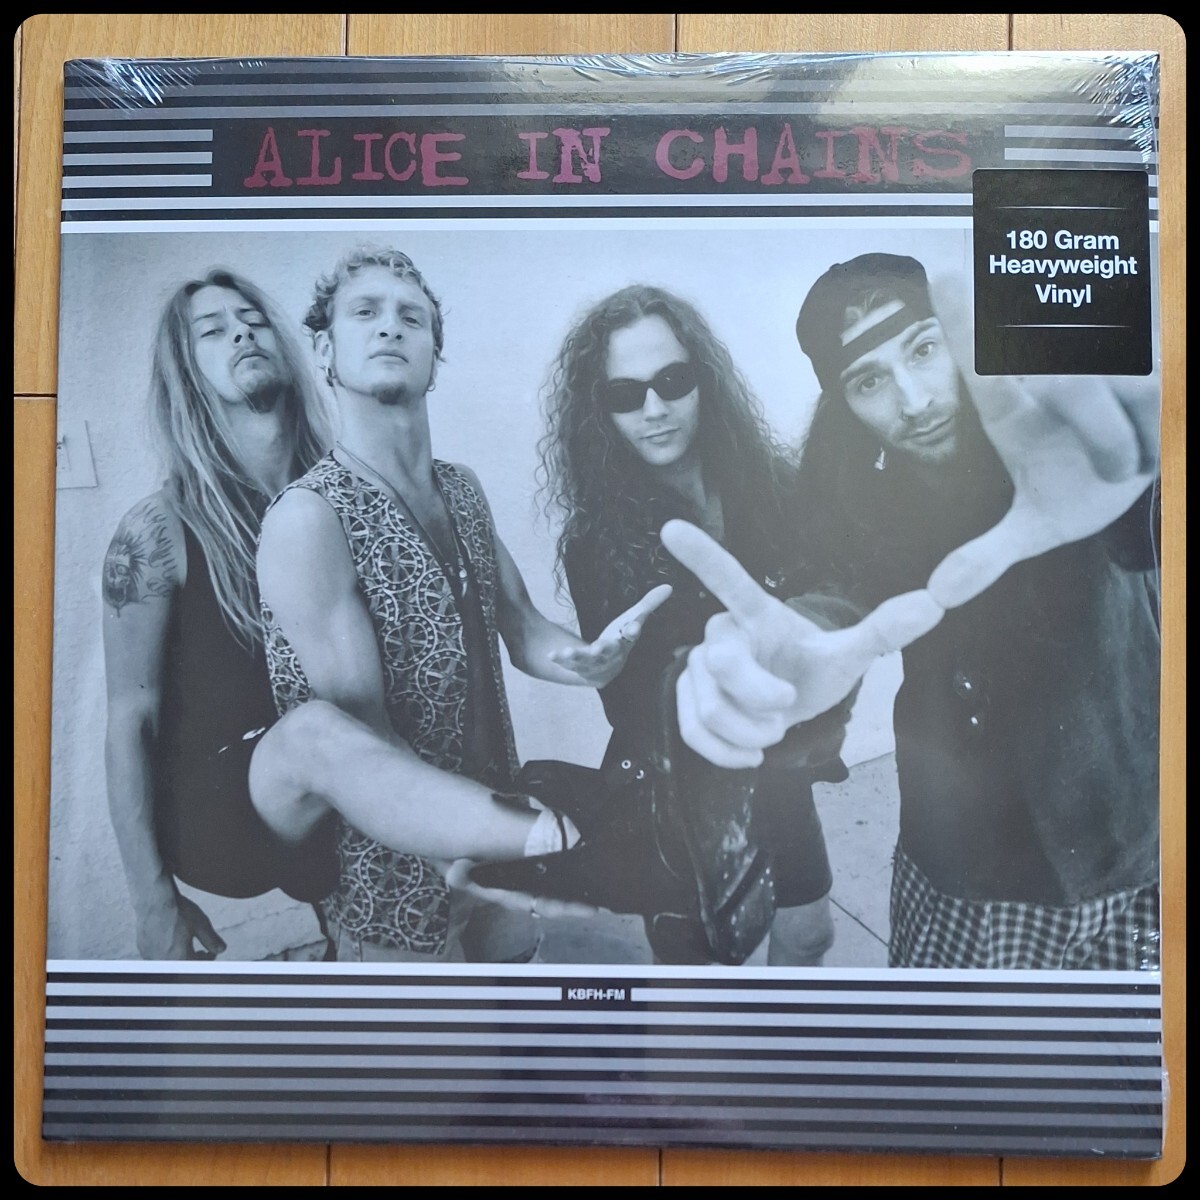 ALICE IN CHAINS
180 Gram
Heavyweight
Vinyl
KBFH-FM